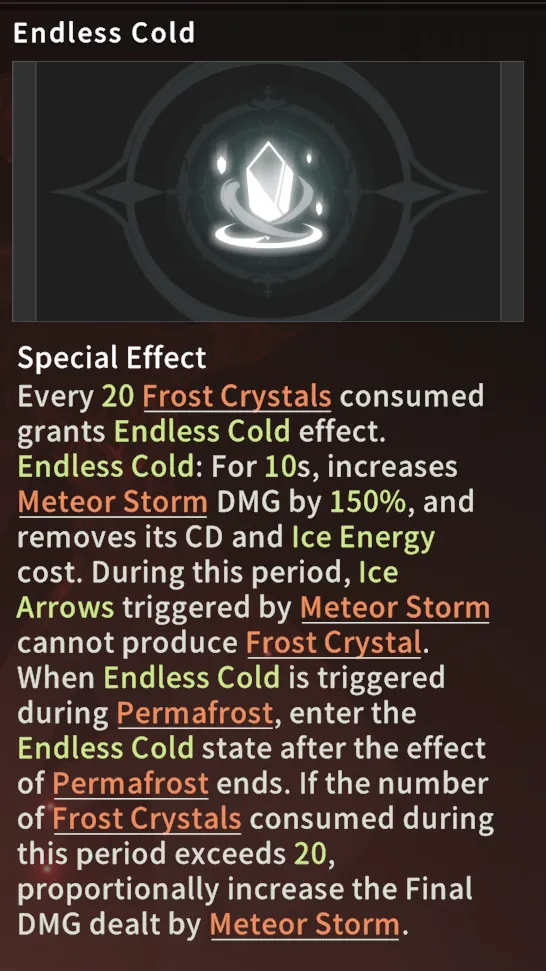 Endless Cold
Special Effect
Every 20 Frost Crystals consumed
grants Endless Cold effect.
Endless Cold: For 10s, increases
Meteor Storm DMG by 150%, and
removes its CD and Ice Energy
cost. During this period, Ice
Arrows triggered by Meteor Storm
cannot produce Frost Crystal.
When Endless Cold is triggered
during Permafrost, enter the
Endless Cold state after the effect
of Permafrost ends. If the number
of Frost Crystals consumed during
this period exceeds 20,
proportionally increase the Final
DMG dealt by Meteor Storm.